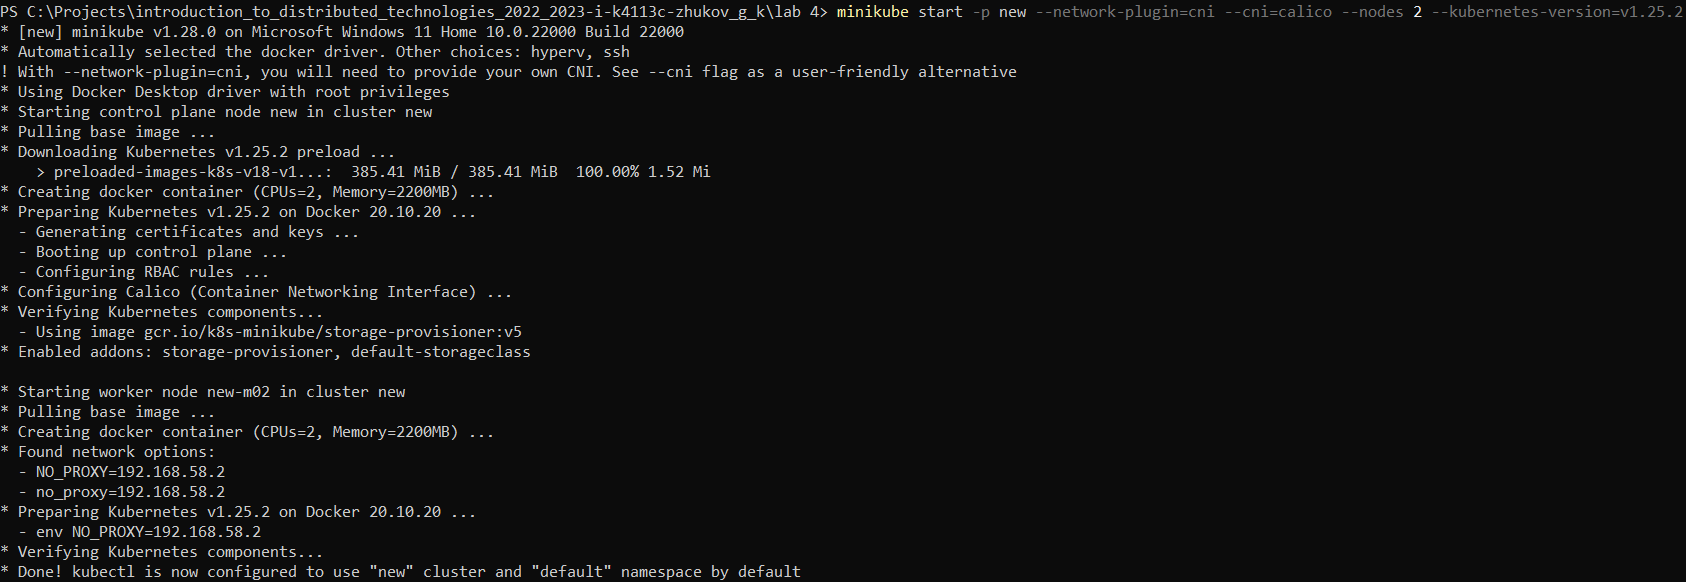 PS C:\Projects\introduction_to_distributed_technologies_2022_2023-i-k4113c-zhukov_g_k\lab 4> minikube start -p new --network-plugin=cni --cni=calico --nodes 2 --kubernetes-version=v1.25.2
* [new] minikube v1.28.0 on Microsoft Windows 11 Home 10.0.22000 Build 22000
* Automatically selected the docker driver. Other choices: hyperv, ssh
! With --network-plugin=cni, you will need to provide your own CNI. See --cni flag as a user-friendly alternative
* Using Docker Desktop driver with root privileges
* Starting control plane node new in cluster new
* Pulling base image ...
* Downloading Kubernetes v1.25.2 preload ...
    > preloaded-images-k8s-v18-v1...:  385.41 MiB / 385.41 MiB  100.00% 1.52 Mi
* Creating docker container (CPUs=2, Memory=2200MB) ...
* Preparing Kubernetes v1.25.2 on Docker 20.10.20 ...
  - Generating certificates and keys ...
  - Booting up control plane ...
  - Configuring RBAC rules ...
* Configuring Calico (Container Networking Interface) ...
* Verifying Kubernetes components...
  - Using image gcr.io/k8s-minikube/storage-provisioner:v5
* Enabled addons: storage-provisioner, default-storageclass

* Starting worker node new-m02 in cluster new
* Pulling base image ...
* Creating docker container (CPUs=2, Memory=2200MB) ...
* Found network options:
  - NO_PROXY=192.168.58.2
  - no_proxy=192.168.58.2
* Preparing Kubernetes v1.25.2 on Docker 20.10.20 ...
  - env NO_PROXY=192.168.58.2
* Verifying Kubernetes components...
* Done! kubectl is now configured to use "new" cluster and "default" namespace by default